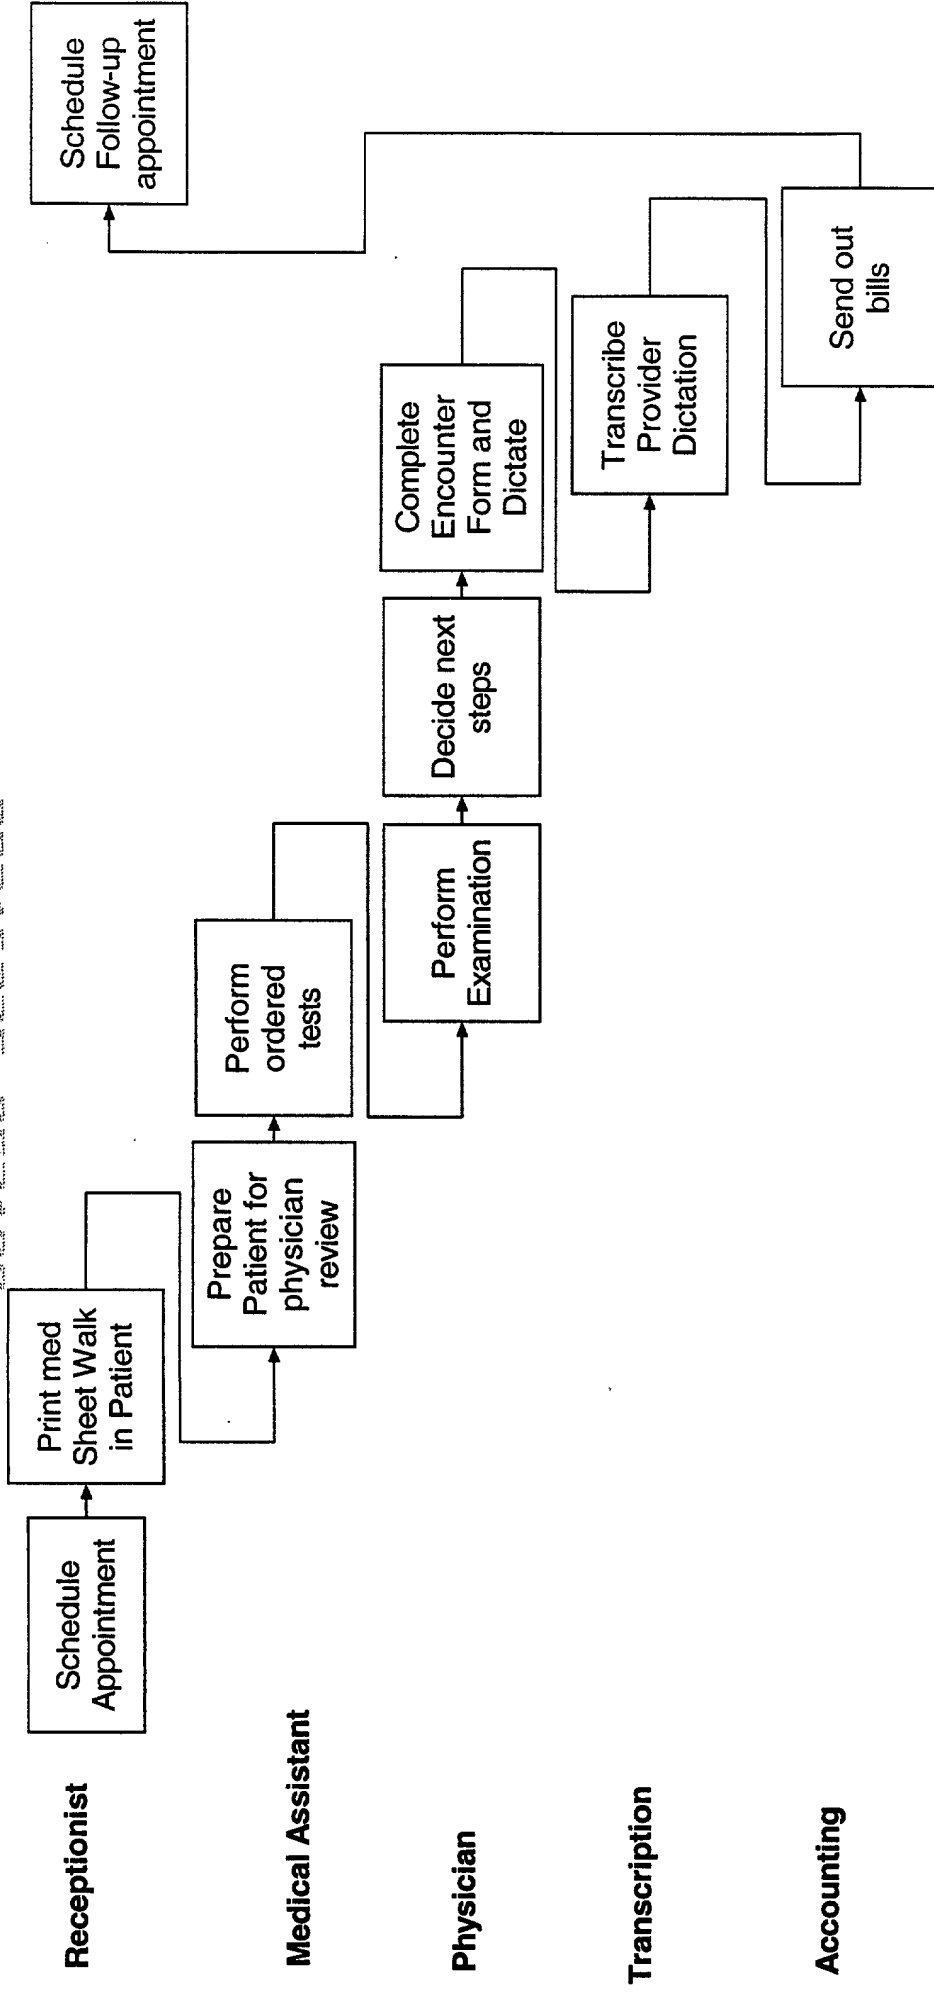 Receptionist
Schedule
Appointment
Print med
Sheet Walk
in Patient
Schedule
Follow-up
appointment
Medical Assistant
Prepare
Patient for
physician
review
Perform
ordered
tests
Physician
Perform
Examination
Decide next
steps
Complete
Encounter
Form and
Dictate
Transcription
Transcribe
Provider
Dictation
Accounting
Send out
bills